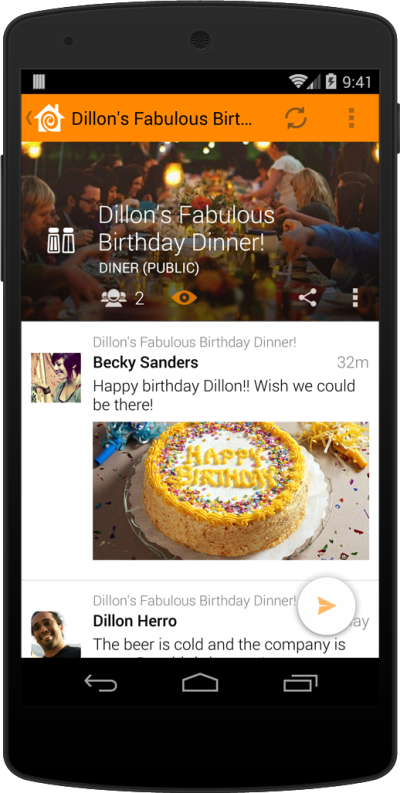 9:41
Dillon's Fabulous Birt...
Dillon's Fabulous
Birthday Dinner!
DINER (PUBLIC)
2
Dillon's Fabulous Birthday Dinner!
Becky Sanders 32m
Happy birthday Dillon!! Wish we could
be there!
HAPPY
BIRTHDAY
Dillon's Fabulous Birthday Dinner!
Dillon Herro
The beer is cold and the company is